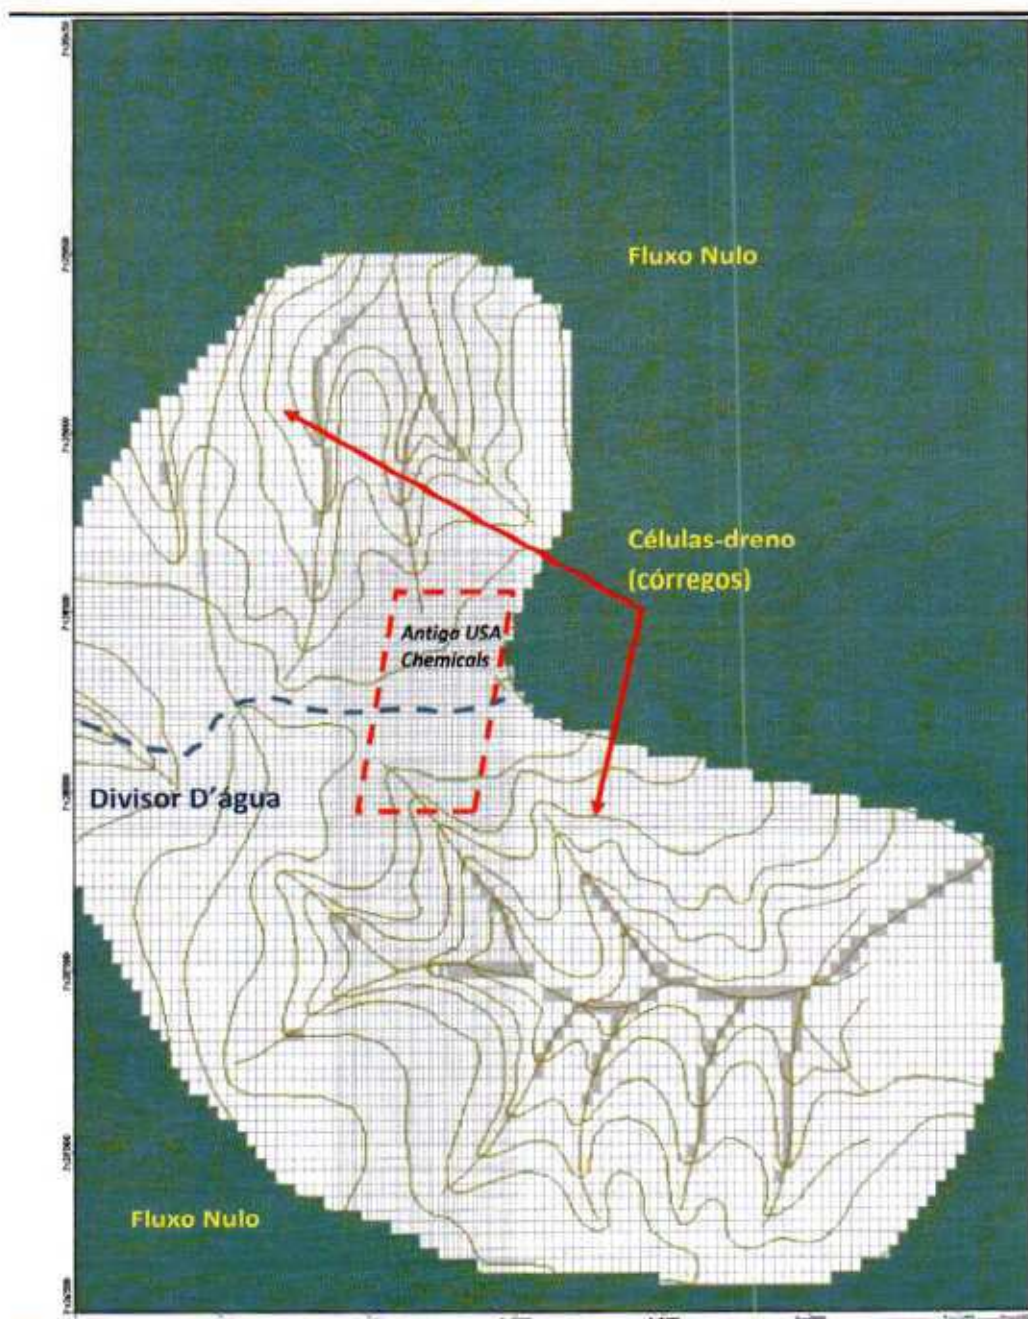 Fluxo Nulo
Células-dreno
(córregos)
Antiga USA
Chemicals
Divisor D'água
Fluxo Nulo